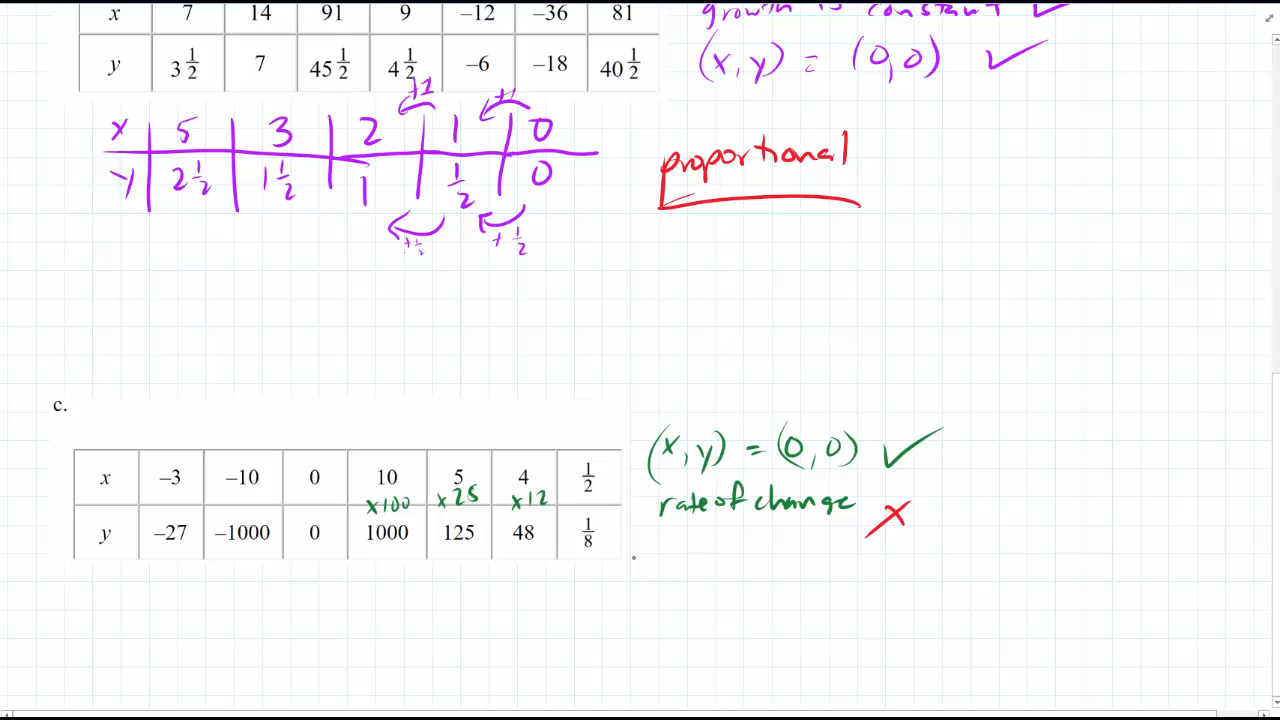 x 7 14 91 9 −12 −36 81
growth is constant ✓
y 3 1/2 7 45 1/2 4 1/2 −6 −18 40 1/2
(x, y) = (0, 0) ✓
+1 +1
x 5 3 2 1 0
proportional
y 2 1/2 1 1/2 1 1/2 0
+ 1/2 + 1/2
c.
(x, y) = (0, 0) ✓
x −3 −10 0 10 5 4 1/2
x100 x25 x12
rate of change ✗
y −27 −1000 0 1000 125 48 1/8